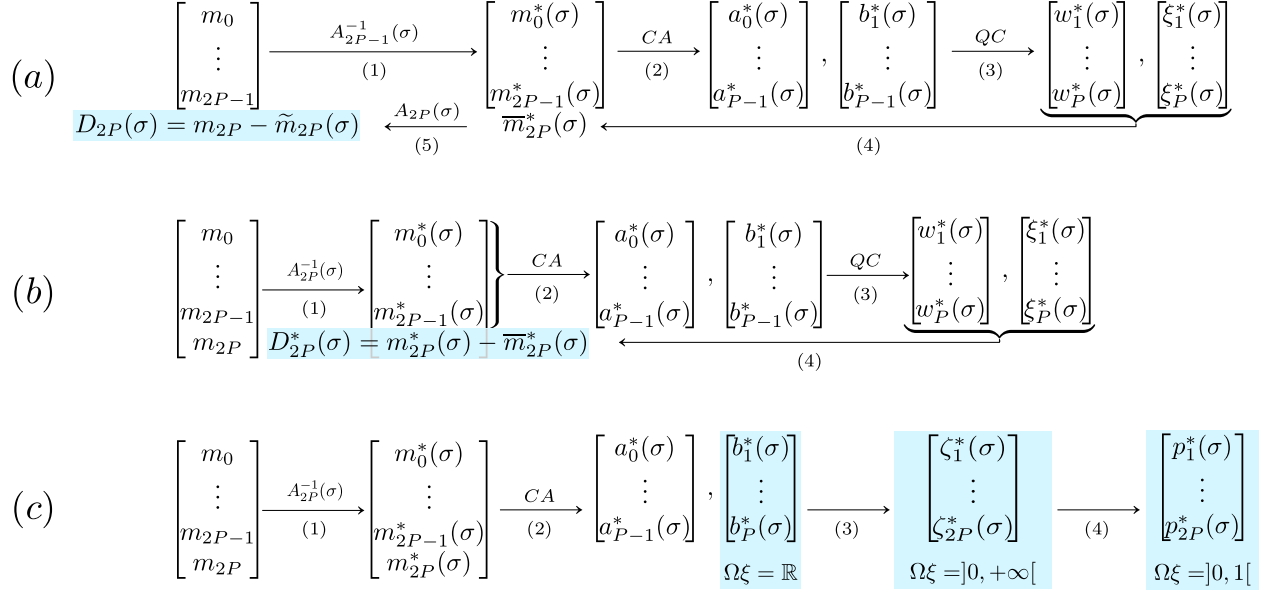 (a)
m_0 ⋮ m_{2P−1}
A^{-1}_{2P−1}(σ)
(1)
m^*_0(σ) ⋮ m^*_{2P−1}(σ)
CA
(2)
a^*_0(σ) ⋮ a^*_{P−1}(σ) , b^*_1(σ) ⋮ b^*_{P−1}(σ)
QC
(3)
w^*_1(σ) ⋮ w^*_P(σ) , ξ^*_1(σ) ⋮ ξ^*_P(σ)
D_{2P}(σ) = m_{2P} − \widetilde{m}_{2P}(σ)
A_{2P}(σ)
(5)
\overline{m}^*_{2P}(σ)
(4)
(b)
m_0 ⋮ m_{2P−1} m_{2P}
A^{-1}_{2P}(σ)
(1)
m^*_0(σ) ⋮ m^*_{2P−1}(σ)
CA
(2)
a^*_0(σ) ⋮ a^*_{P−1}(σ) , b^*_1(σ) ⋮ b^*_{P−1}(σ)
QC
(3)
w^*_1(σ) ⋮ w^*_P(σ) , ξ^*_1(σ) ⋮ ξ^*_P(σ)
D^*_{2P}(σ) = m^*_{2P}(σ) − \overline{m}^*_{2P}(σ)
(4)
(c)
m_0 ⋮ m_{2P−1} m_{2P}
A^{-1}_{2P}(σ)
(1)
m^*_0(σ) ⋮ m^*_{2P−1}(σ) m^*_{2P}(σ)
CA
(2)
a^*_0(σ) ⋮ a^*_{P−1}(σ) , b^*_1(σ) ⋮ b^*_P(σ)
(3)
ζ^*_1(σ) ⋮ ζ^*_{2P}(σ)
(4)
p^*_1(σ) ⋮ p^*_{2P}(σ)
Ωξ = ℝ
Ωξ =]0, +∞[
Ωξ =]0, 1[